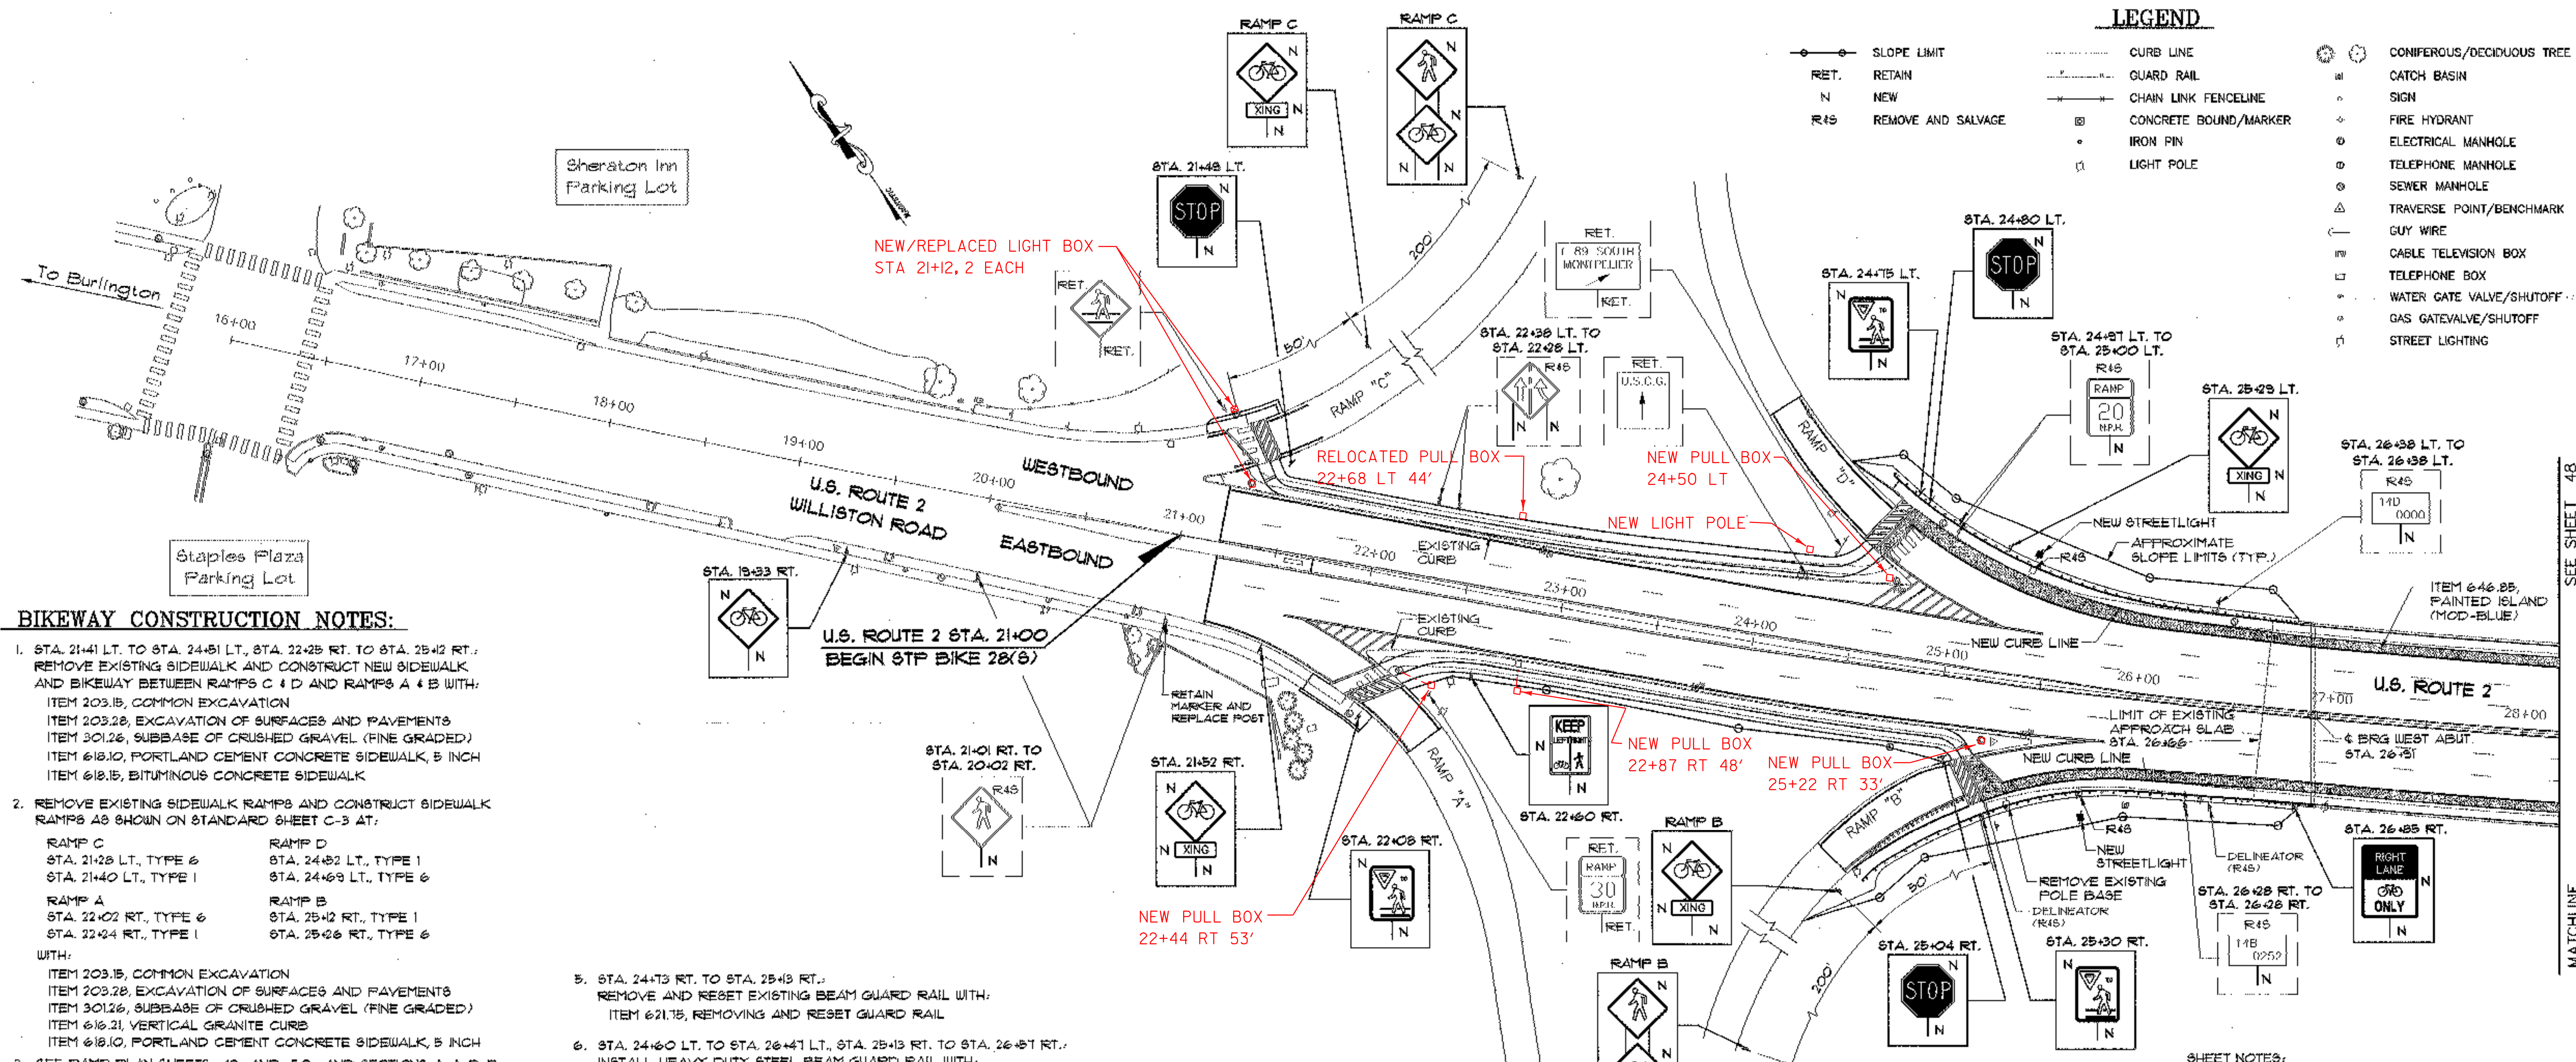 LEGEND
SLOPE LIMIT
RET. RETAIN
N NEW
R&S REMOVE AND SALVAGE
CURB LINE
GUARD RAIL
CHAIN LINK FENCELINE
CONCRETE BOUND/MARKER
IRON PIN
LIGHT POLE
CONIFEROUS/DECIDUOUS TREE
CATCH BASIN
SIGN
FIRE HYDRANT
ELECTRICAL MANHOLE
TELEPHONE MANHOLE
SEWER MANHOLE
TRAVERSE POINT/BENCHMARK
GUY WIRE
CABLE TELEVISION BOX
TELEPHONE BOX
WATER GATE VALVE/SHUTOFF
GAS GATEVALVE/SHUTOFF
STREET LIGHTING
RAMP C
N
XING N
N
RAMP C
N
N
N N
Sheraton Inn
Parking Lot
STA. 21+48 LT.
N
STOP
N
NEW/REPLACED LIGHT BOX
STA 21+12, 2 EACH
RET.
RET.
200'
50'
RAMP "C"
RET.
I 89 SOUTH
MONTPELIER
RET.
STA. 22+38 LT. TO
STA. 22+28 LT.
R&S
N N
RET.
U.S.C.G.
STA. 24+80 LT.
N
STOP
N
STA. 24+75 LT.
N
TO
N
STA. 24+97 LT. TO
STA. 25+00 LT.
R&S
RAMP
20
M.P.H.
N
STA. 25+29 LT.
N
XING N
N
STA. 26+38 LT. TO
STA. 26+38 LT.
R&S
14D
0000
N
To Burlington
16+00
17+00
18+00
19+00
20+00
21+00
22+00
23+00
24+00
25+00
26+00
27+00
28+00
WESTBOUND
U.S. ROUTE 2
WILLISTON ROAD
EASTBOUND
RELOCATED PULL BOX
22+68 LT 44'
NEW PULL BOX
24+50 LT
NEW LIGHT POLE
RAMP "D"
EXISTING
CURB
EXISTING
CURB
NEW STREETLIGHT
R&S
APPROXIMATE
SLOPE LIMITS (TYP.)
ITEM 646.85,
PAINTED ISLAND
(MOD-BLUE)
NEW CURB LINE
U.S. ROUTE 2
SEE SHEET 48
MATCHLINE
Staples Plaza
Parking Lot
STA. 19+33 RT.
N
N
U.S. ROUTE 2 STA. 21+00
BEGIN STP BIKE 28(8)
RETAIN
MARKER AND
REPLACE POST
STA. 21+01 RT. TO
STA. 20+02 RT.
R&S
N
STA. 21+52 RT.
N
N XING
N
RAMP "A"
NEW PULL BOX
22+44 RT 53'
STA. 22+08 RT.
N
TO
N
KEEP
LEFT RIGHT
N
N
STA. 22+60 RT.
NEW PULL BOX
22+87 RT 48'
NEW PULL BOX
25+22 RT 33'
RET.
RAMP
30
M.P.H.
RET.
RAMP B
N
N XING
N
RAMP B
N
N
RAMP "B"
50'
200'
LIMIT OF EXISTING
APPROACH SLAB
STA. 26+66
NEW CURB LINE
℄ BRG WEST ABUT.
STA. 26+91
R&S
NEW
STREETLIGHT
REMOVE EXISTING
POLE BASE
DELINEATOR
(R&S)
DELINEATOR
(R&S)
STA. 26+28 RT. TO
STA. 26+28 RT.
R&S
14B
0252
N
STA. 26+85 RT.
RIGHT
LANE
N
ONLY
N
STA. 25+04 RT.
N
STOP
N
STA. 25+30 RT.
N
TO
N
BIKEWAY CONSTRUCTION NOTES:
1. STA. 21+41 LT. TO STA. 24+51 LT., STA. 22+25 RT. TO STA. 25+12 RT.:
REMOVE EXISTING SIDEWALK AND CONSTRUCT NEW SIDEWALK
AND BIKEWAY BETWEEN RAMPS C & D AND RAMPS A & B WITH:
ITEM 203.15, COMMON EXCAVATION
ITEM 203.28, EXCAVATION OF SURFACES AND PAVEMENTS
ITEM 301.26, SUBBASE OF CRUSHED GRAVEL (FINE GRADED)
ITEM 618.10, PORTLAND CEMENT CONCRETE SIDEWALK, 5 INCH
ITEM 618.15, BITUMINOUS CONCRETE SIDEWALK
2. REMOVE EXISTING SIDEWALK RAMPS AND CONSTRUCT SIDEWALK
RAMPS AS SHOWN ON STANDARD SHEET C-3 AT:
RAMP C
STA. 21+28 LT., TYPE 6
STA. 21+40 LT., TYPE 1
RAMP D
STA. 24+52 LT., TYPE 1
STA. 24+69 LT., TYPE 6
RAMP A
STA. 22+02 RT., TYPE 6
STA. 22+24 RT., TYPE 1
RAMP B
STA. 25+12 RT., TYPE 1
STA. 25+26 RT., TYPE 6
WITH:
ITEM 203.15, COMMON EXCAVATION
ITEM 203.28, EXCAVATION OF SURFACES AND PAVEMENTS
ITEM 301.26, SUBBASE OF CRUSHED GRAVEL (FINE GRADED)
ITEM 616.21, VERTICAL GRANITE CURB
ITEM 618.10, PORTLAND CEMENT CONCRETE SIDEWALK, 5 INCH
5. STA. 24+73 RT. TO STA. 25+13 RT.:
REMOVE AND RESET EXISTING BEAM GUARD RAIL WITH:
ITEM 621.75, REMOVING AND RESET GUARD RAIL
6. STA. 24+60 LT. TO STA. 26+47 LT., STA. 25+13 RT. TO STA. 26+57 RT.:
INSTALL HEAVY DUTY STEEL BEAM GUARD RAIL WITH:
SHEET NOTES: